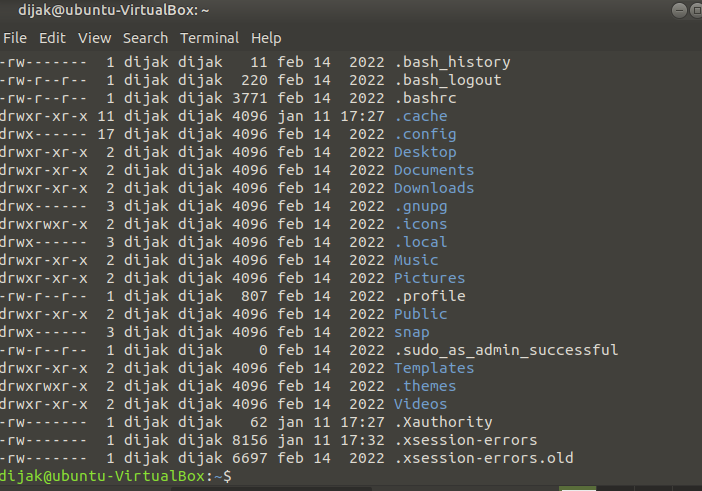 dijak@ubuntu-VirtualBox: ~
File Edit View Search Terminal Help
-rw------- 1 dijak dijak 11 feb 14 2022 .bash_history
-rw-r--r-- 1 dijak dijak 220 feb 14 2022 .bash_logout
-rw-r--r-- 1 dijak dijak 3771 feb 14 2022 .bashrc
drwxr-xr-x 11 dijak dijak 4096 jan 11 17:27 .cache
drwx------ 17 dijak dijak 4096 feb 14 2022 .config
drwxr-xr-x 2 dijak dijak 4096 feb 14 2022 Desktop
drwxr-xr-x 2 dijak dijak 4096 feb 14 2022 Documents
drwxr-xr-x 2 dijak dijak 4096 feb 14 2022 Downloads
drwx------ 3 dijak dijak 4096 feb 14 2022 .gnupg
drwxrwxr-x 2 dijak dijak 4096 feb 14 2022 .icons
drwx------ 3 dijak dijak 4096 feb 14 2022 .local
drwxr-xr-x 2 dijak dijak 4096 feb 14 2022 Music
drwxr-xr-x 2 dijak dijak 4096 feb 14 2022 Pictures
-rw-r--r-- 1 dijak dijak 807 feb 14 2022 .profile
drwxr-xr-x 2 dijak dijak 4096 feb 14 2022 Public
drwx------ 3 dijak dijak 4096 feb 14 2022 snap
-rw-r--r-- 1 dijak dijak 0 feb 14 2022 .sudo_as_admin_successful
drwxr-xr-x 2 dijak dijak 4096 feb 14 2022 Templates
drwxrwxr-x 2 dijak dijak 4096 feb 14 2022 .themes
drwxr-xr-x 2 dijak dijak 4096 feb 14 2022 Videos
-rw------- 1 dijak dijak 62 jan 11 17:27 .Xauthority
-rw------- 1 dijak dijak 8156 jan 11 17:32 .xsession-errors
-rw------- 1 dijak dijak 6697 feb 14 2022 .xsession-errors.old
dijak@ubuntu-VirtualBox:~$